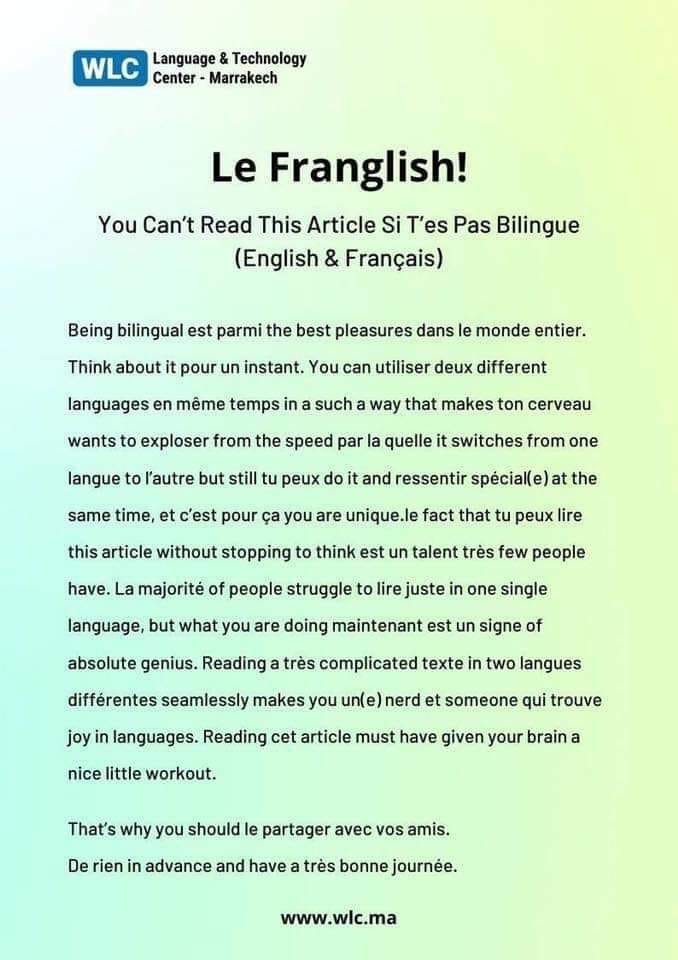 WLC
Language & Technology
Center - Marrakech
Le Franglish!
You Can't Read This Article Si T'es Pas Bilingue
(English & Français)
Being bilingual est parmi the best pleasures dans le monde entier.
Think about it pour un instant. You can utiliser deux different
languages en même temps in a such a way that makes ton cerveau
wants to exploser from the speed par la quelle it switches from one
langue to l'autre but still tu peux do it and ressentir spécial(e) at the
same time, et c'est pour ça you are unique.le fact that tu peux lire
this article without stopping to think est un talent très few people
have. La majorité of people struggle to lire juste in one single
language, but what you are doing maintenant est un signe of
absolute genius. Reading a très complicated texte in two langues
différentes seamlessly makes you un(e) nerd et someone qui trouve
joy in languages. Reading cet article must have given your brain a
nice little workout.
That's why you should le partager avec vos amis.
De rien in advance and have a très bonne journée.
www.wlc.ma